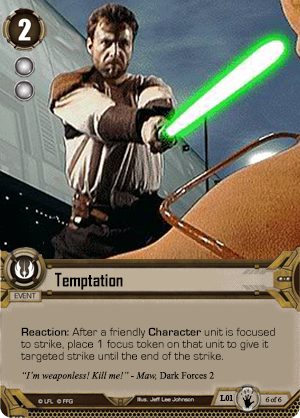 2
Temptation
EVENT
Reaction: After a friendly Character unit is focused
to strike, place 1 focus token on that unit to give it
targeted strike until the end of the strike.
"I'm weaponless! Kill me!" - Maw, Dark Forces 2
© LFL © FFG
Illus. Jeff Lee Johnson
L01
6 of 6